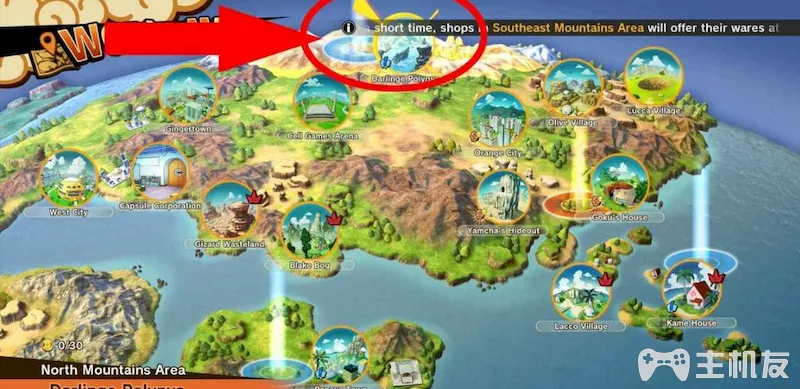 short time, shops in Southeast Mountains Area will offer their wares at
Lucca Village
Gingertown
Cell Games Arena
Olive Village
Orange City
West City
Capsule Corporation
Gizard Wasteland
Blake Bog
Yamcha's Hideout
Goku's House
Lacco Village
Kame House
0/30
North Mountains Area
主机友